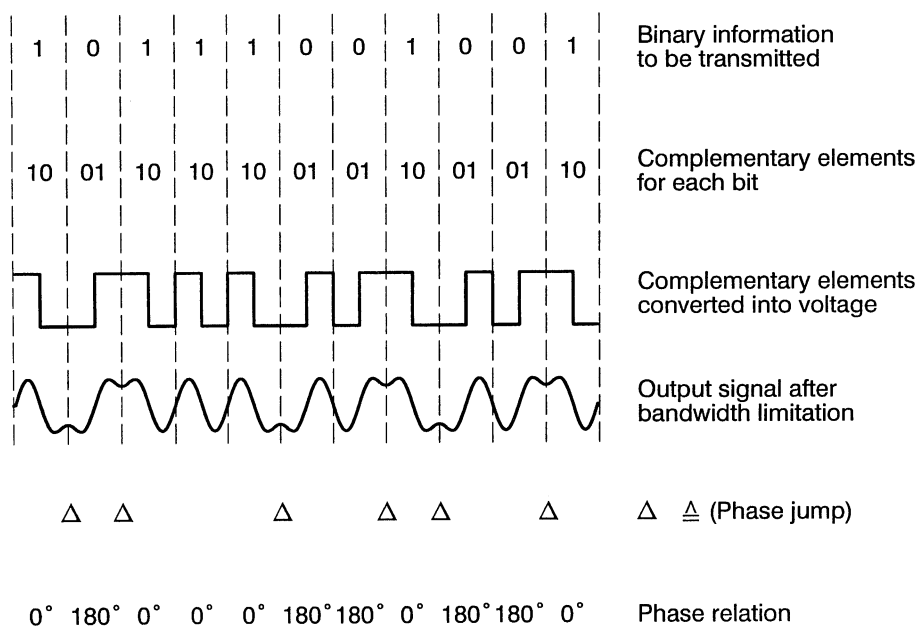 1 0 1 1 1 0 0 1 0 0 1
Binary information
to be transmitted
10 01 10 10 10 01 01 10 01 01 10
Complementary elements
for each bit
Complementary elements
converted into voltage
Output signal after
bandwidth limitation
Δ Δ Δ Δ Δ Δ Δ ≙ (Phase jump)
0° 180° 0° 0° 0° 180° 180° 0° 180° 180° 0° Phase relation